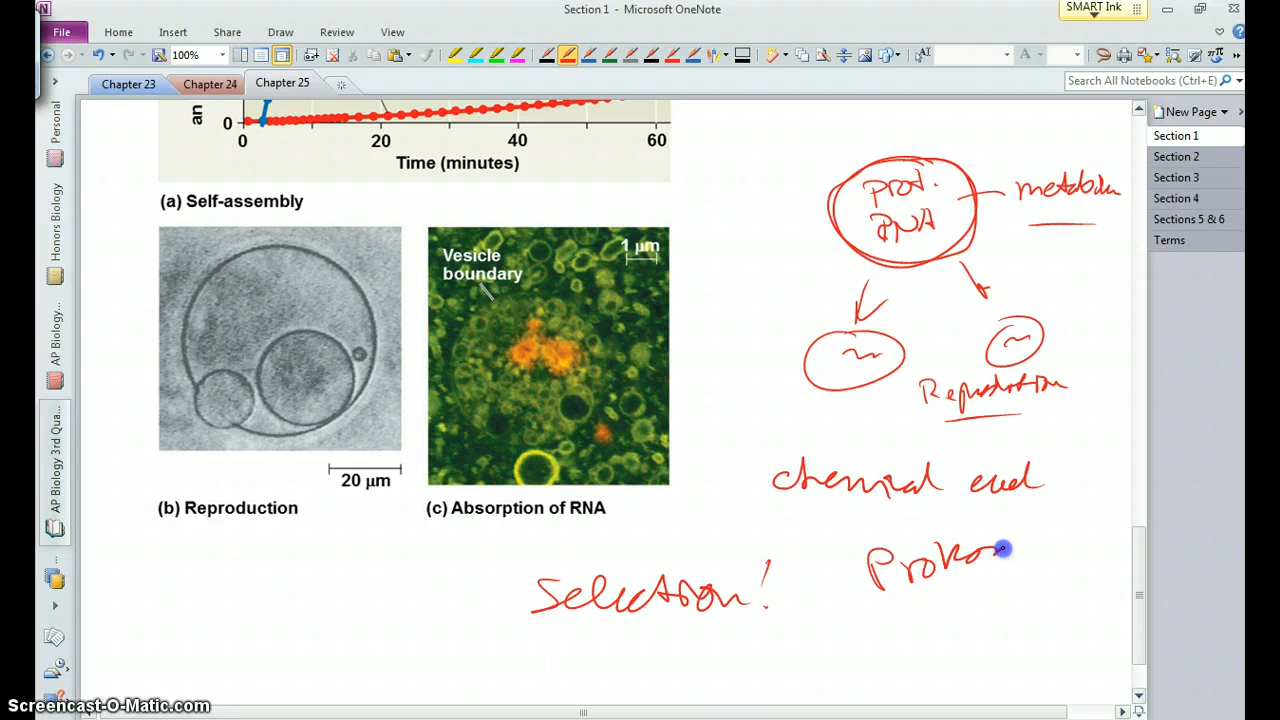 Section 1 - Microsoft OneNote
SMART Ink
File Home Insert Share Draw Review View
100%
Chapter 23 Chapter 24 Chapter 25
Search All Notebooks (Ctrl+E)
New Page
Section 1
Section 2
Section 3
Section 4
Sections 5 & 6
Terms
Personal
Honors Biology
AP Biology...
AP Biology 3rd Qua...
an
0
0 20 40 60
Time (minutes)
(a) Self-assembly
Vesicle
boundary
1 μm
20 μm
(b) Reproduction
(c) Absorption of RNA
prot.
RNA
Reproduction
chemical
Selection!
Screencast-O-Matic.com